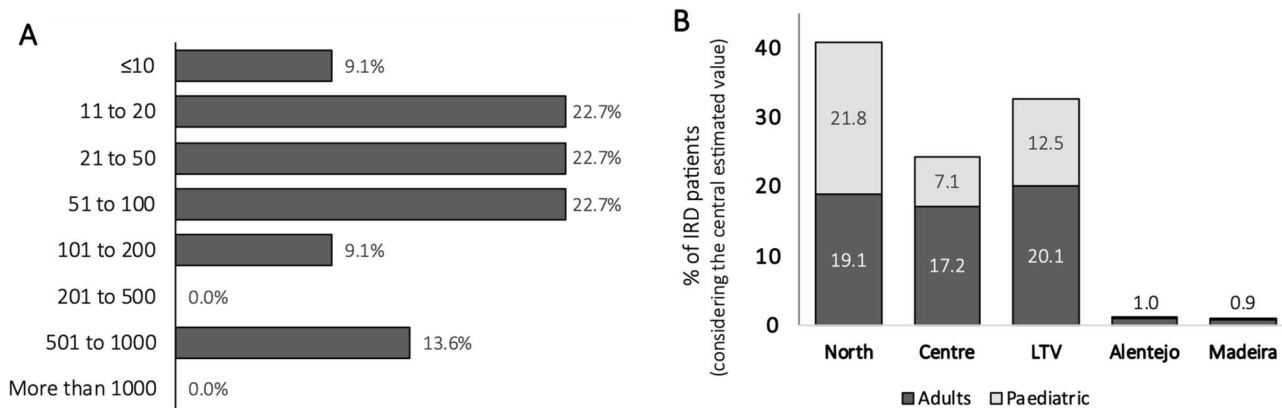 A
≤10 9.1%
11 to 20 22.7%
21 to 50 22.7%
51 to 100 22.7%
101 to 200 9.1%
201 to 500 0.0%
501 to 1000 13.6%
More than 1000 0.0%
B
% of IRD patients
(considering the central estimated value)
40
30
20
10
0
21.8
19.1
7.1
17.2
12.5
20.1
1.0
0.9
North Centre LTV Alentejo Madeira
Adults Paediatric